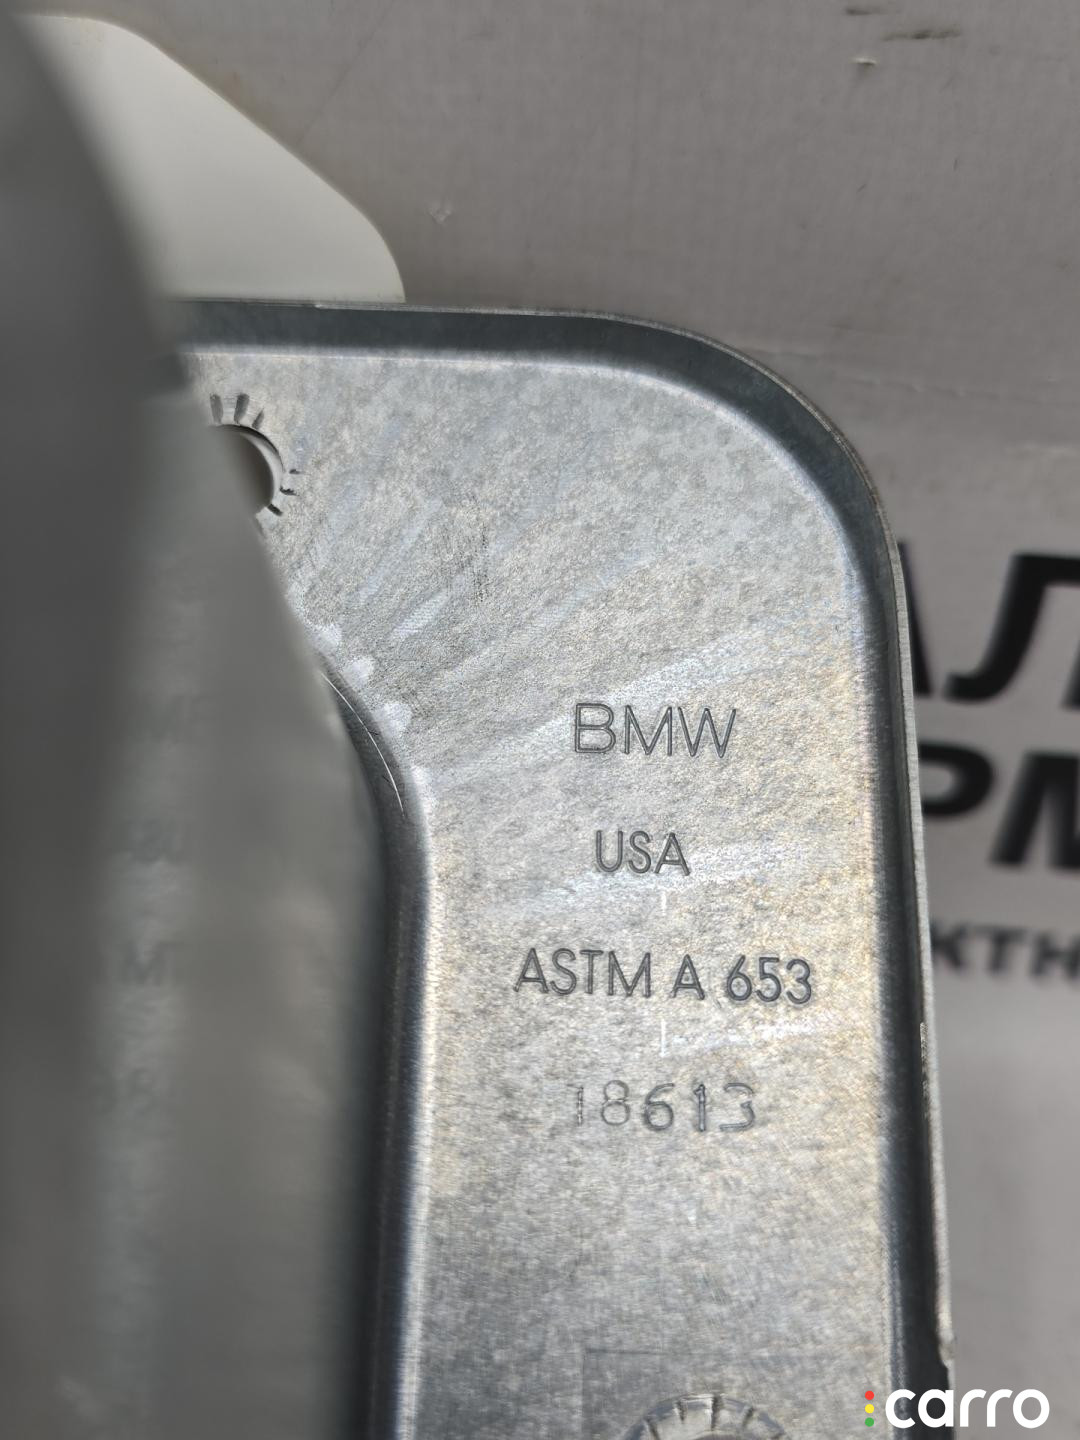 BMW
USA
ASTM A 653
18613
carro